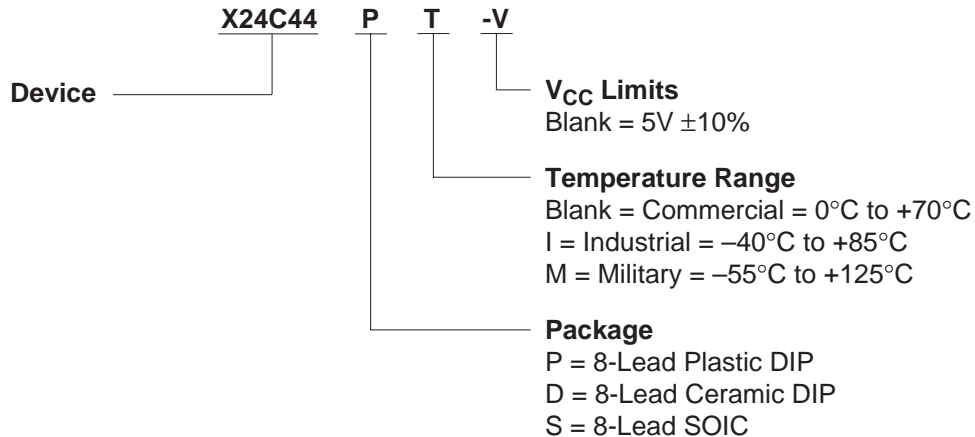 X24C44 P T -V
Device
VCC Limits
Blank = 5V ±10%
Temperature Range
Blank = Commercial = 0°C to +70°C
I = Industrial = –40°C to +85°C
M = Military = –55°C to +125°C
Package
P = 8-Lead Plastic DIP
D = 8-Lead Ceramic DIP
S = 8-Lead SOIC